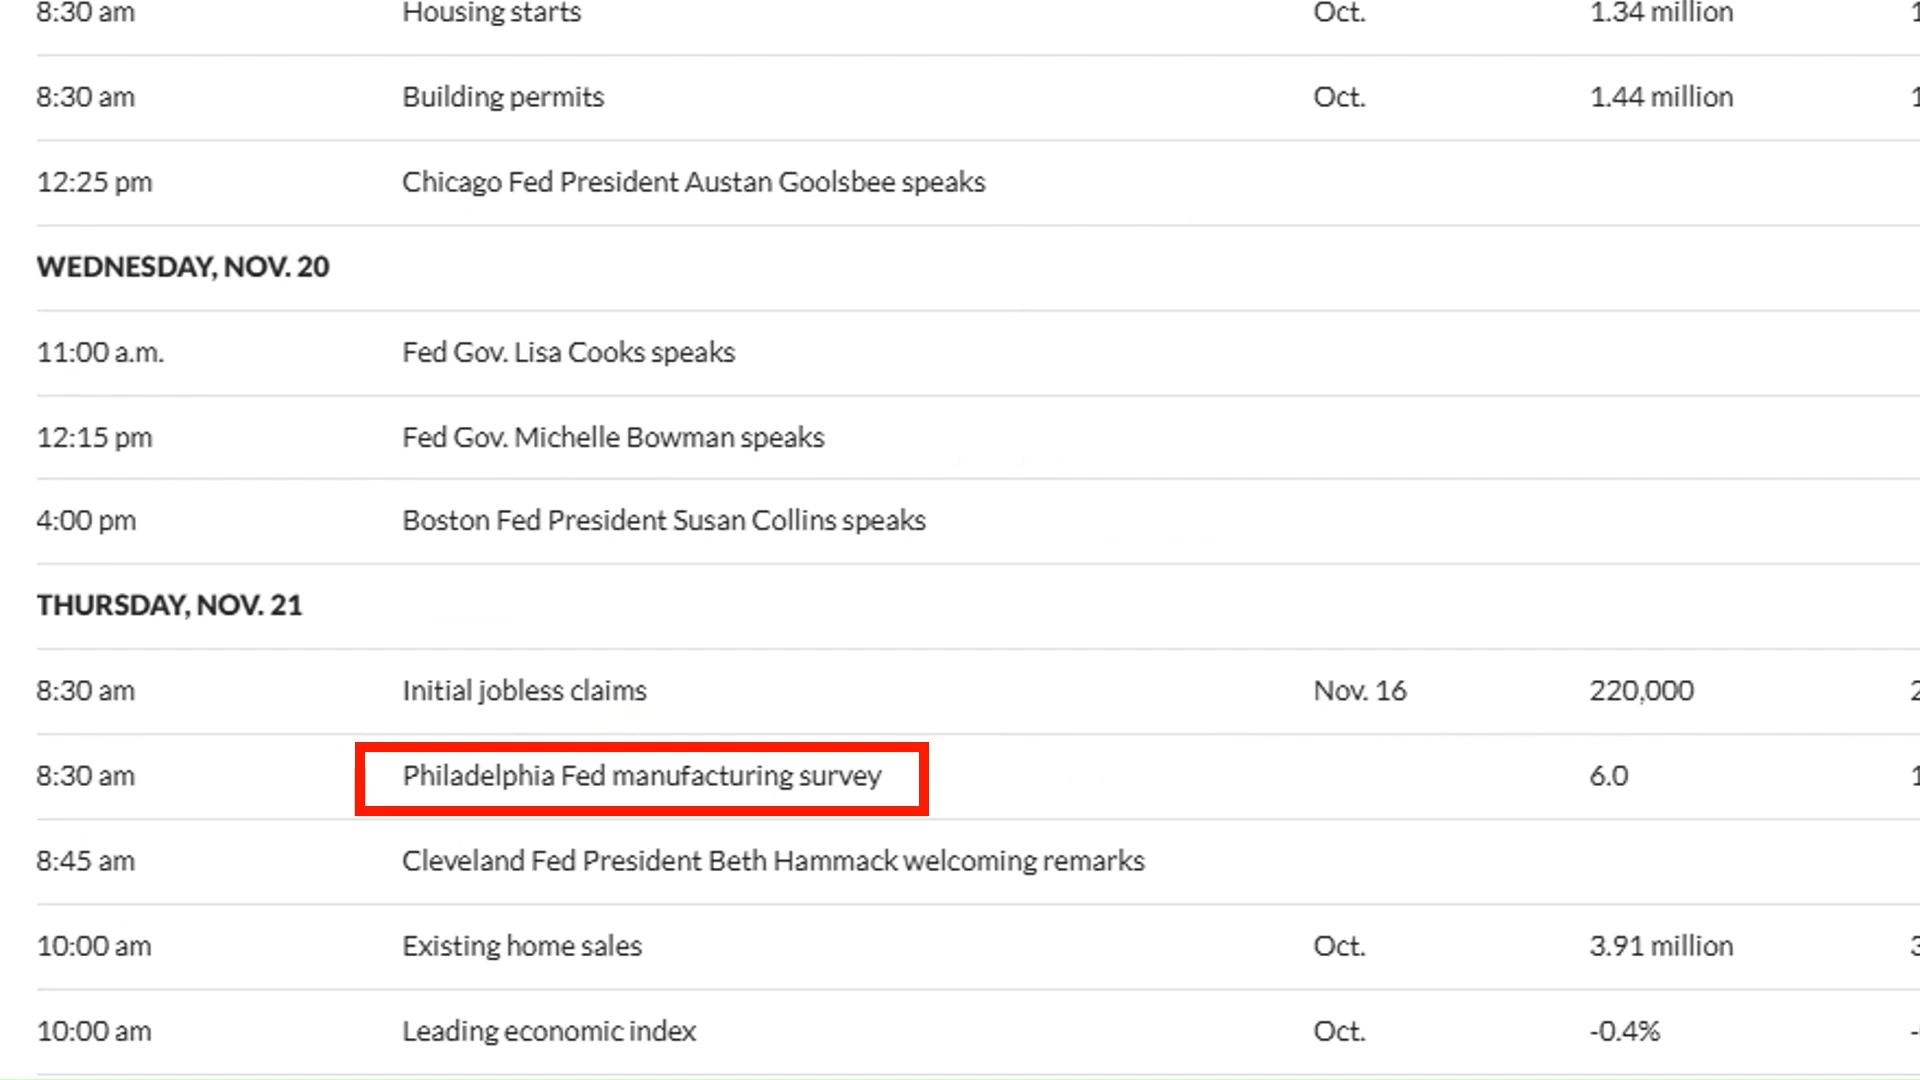 8:30 am Housing starts Oct. 1.34 million
8:30 am Building permits Oct. 1.44 million
12:25 pm Chicago Fed President Austan Goolsbee speaks
WEDNESDAY, NOV. 20
11:00 a.m. Fed Gov. Lisa Cooks speaks
12:15 pm Fed Gov. Michelle Bowman speaks
4:00 pm Boston Fed President Susan Collins speaks
THURSDAY, NOV. 21
8:30 am Initial jobless claims Nov. 16 220,000
8:30 am Philadelphia Fed manufacturing survey 6.0
8:45 am Cleveland Fed President Beth Hammack welcoming remarks
10:00 am Existing home sales Oct. 3.91 million
10:00 am Leading economic index Oct. -0.4%